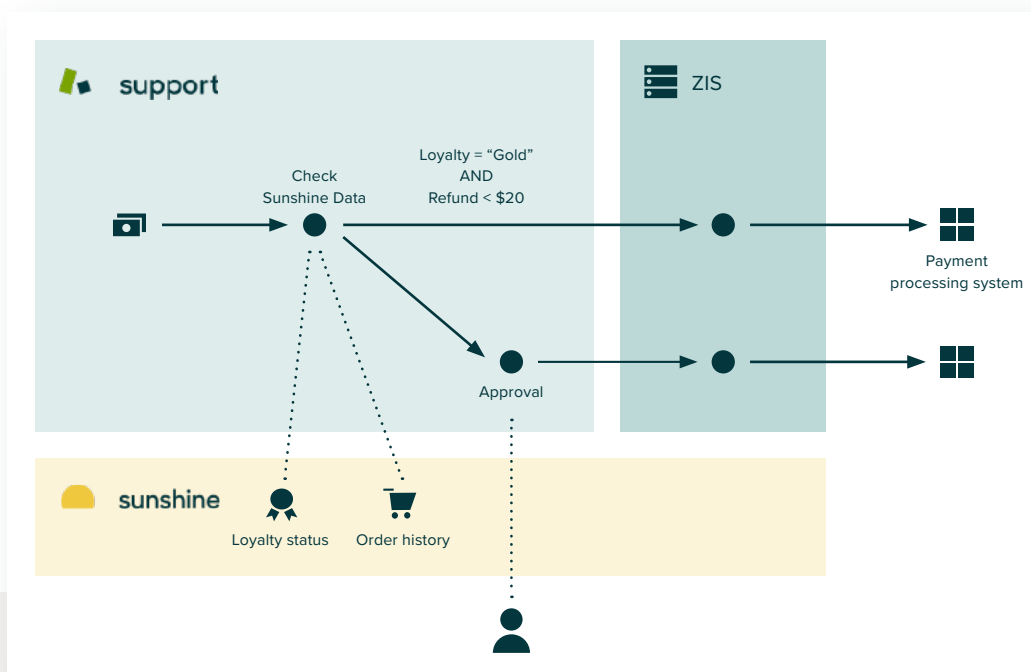 support
ZIS
Loyalty = “Gold”
AND
Refund < $20
Check
Sunshine Data
Payment
processing system
Approval
sunshine
Loyalty status
Order history